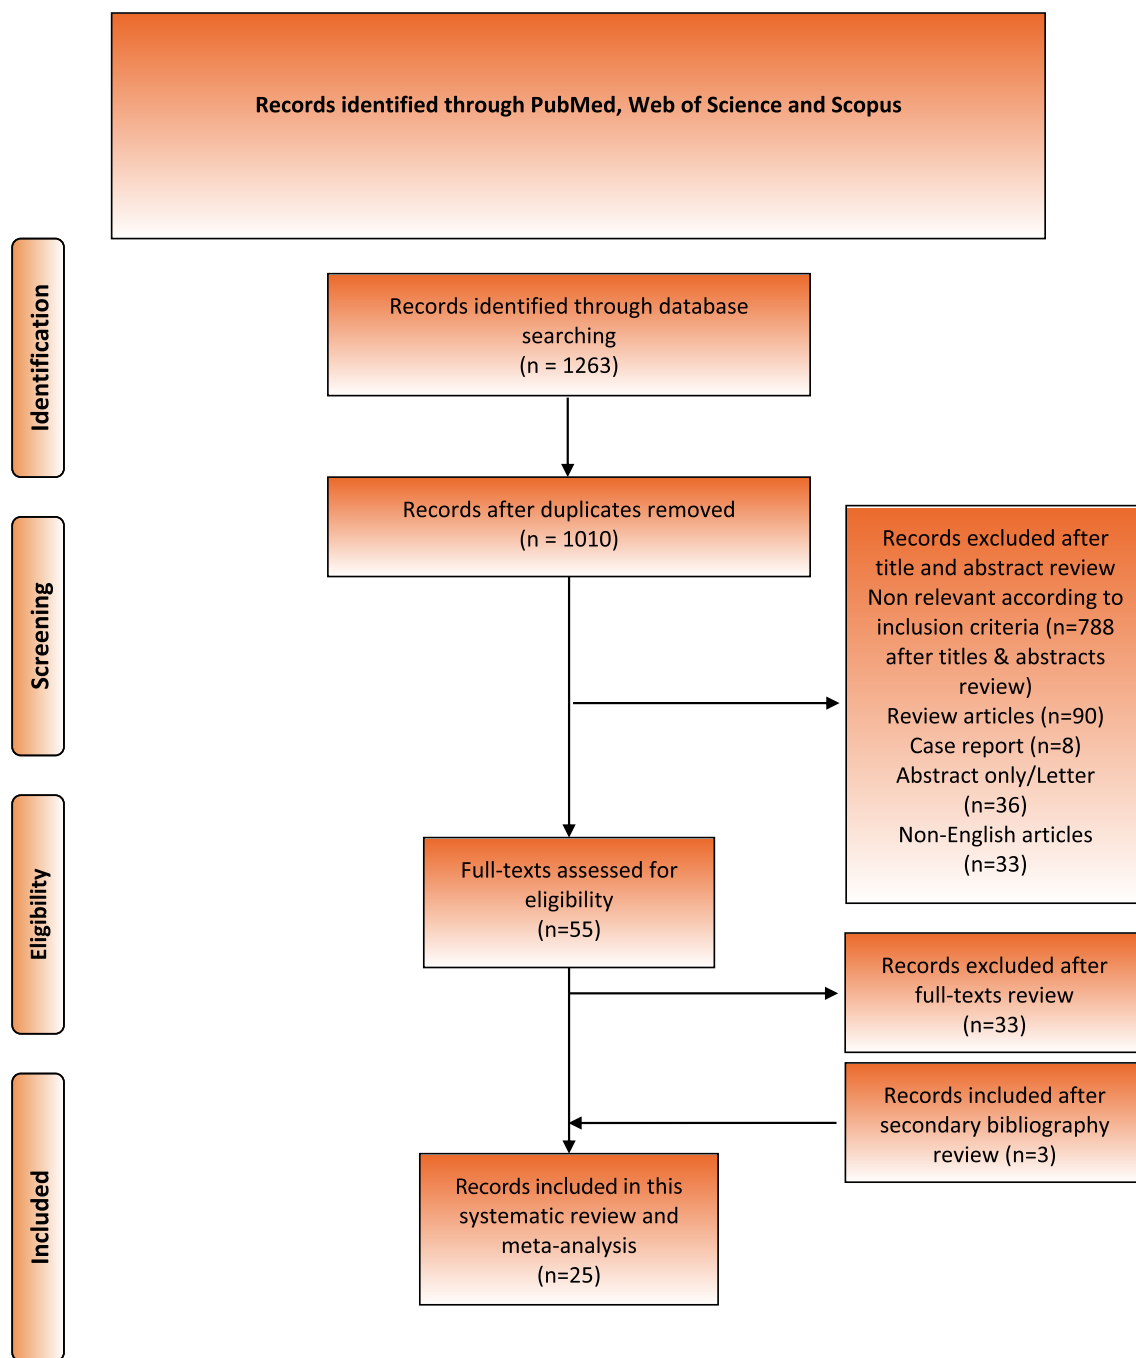 Records identified through PubMed, Web of Science and Scopus
Identification
Records identified through database
searching
(n = 1263)
Records after duplicates removed
(n = 1010)
Screening
Records excluded after
title and abstract review
Non relevant according to
inclusion criteria (n=788
after titles & abstracts
review)
Review articles (n=90)
Case report (n=8)
Abstract only/Letter
(n=36)
Non-English articles
(n=33)
Eligibility
Full-texts assessed for
eligibility
(n=55)
Records excluded after
full-texts review
(n=33)
Records included after
secondary bibliography
review (n=3)
Included
Records included in this
systematic review and
meta-analysis
(n=25)